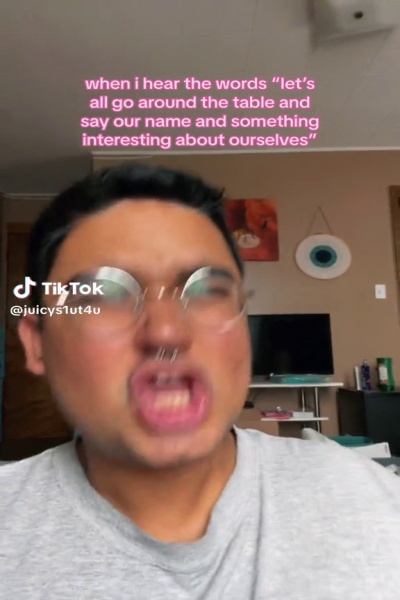 when i hear the words “let’s
all go around the table and
say our name and something
interesting about ourselves”
TikTok
@juicys1ut4u